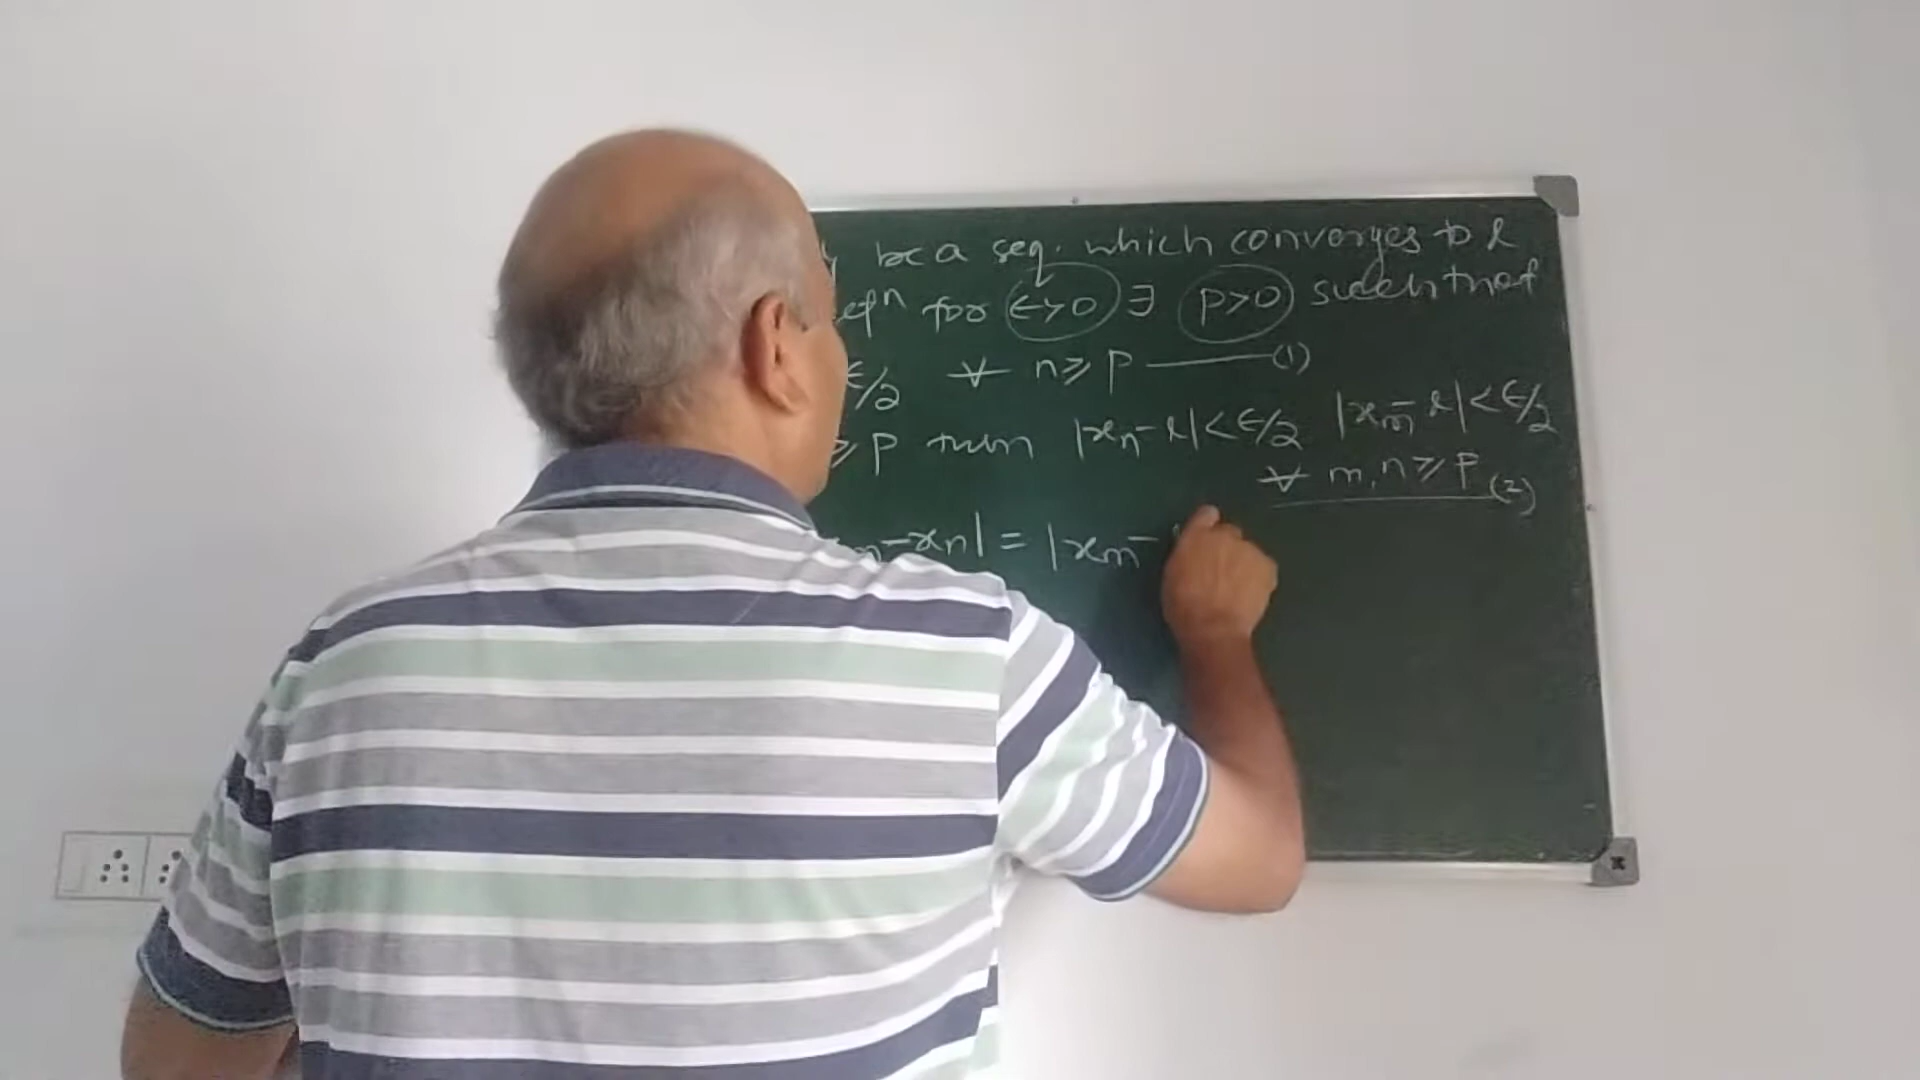 be a seq. which converges to l
efⁿ for ϵ>0 ∃ p>0 such that
ϵ/2 ∀ n≥p ———(1)
≥p then |xₙ-l|<ϵ/2 |xₘ-l|<ϵ/2
∀ m,n≥p (2)
-xₙ| = |xₘ-